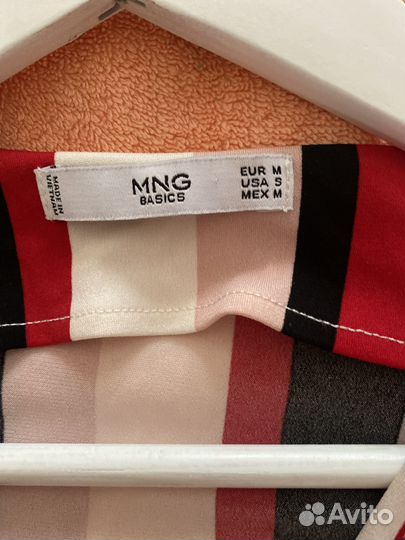 MADE IN
VIETNAM
MNG
BASICS
EUR M
USA S
MEX M
Avito